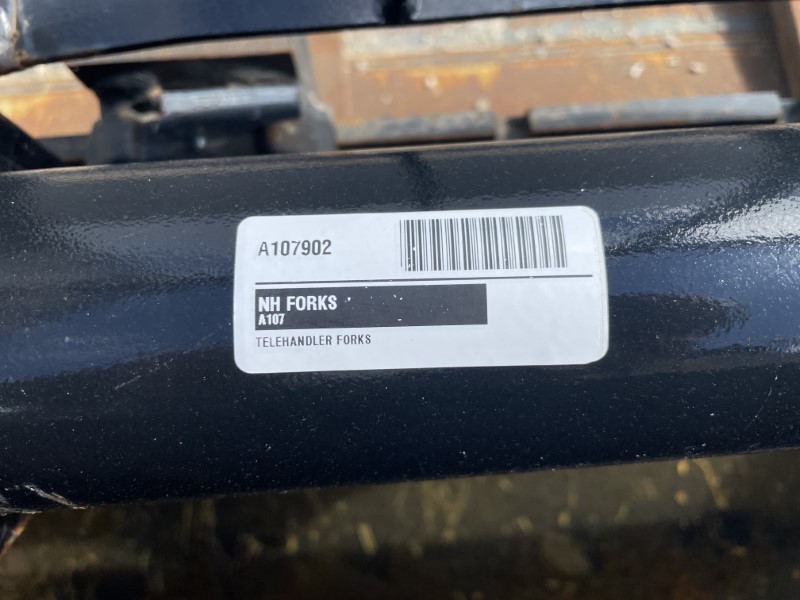 A107902
NH FORKS
A107
TELEHANDLER FORKS